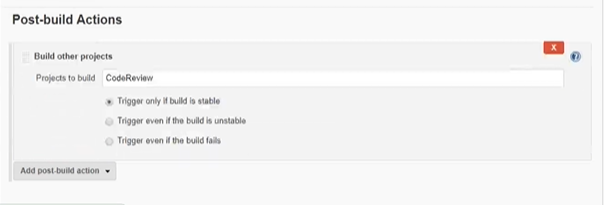 Post-build Actions
X
Build other projects
Projects to build CodeReview
Trigger only if build is stable
Trigger even if the build is unstable
Trigger even if the build fails
Add post-build action